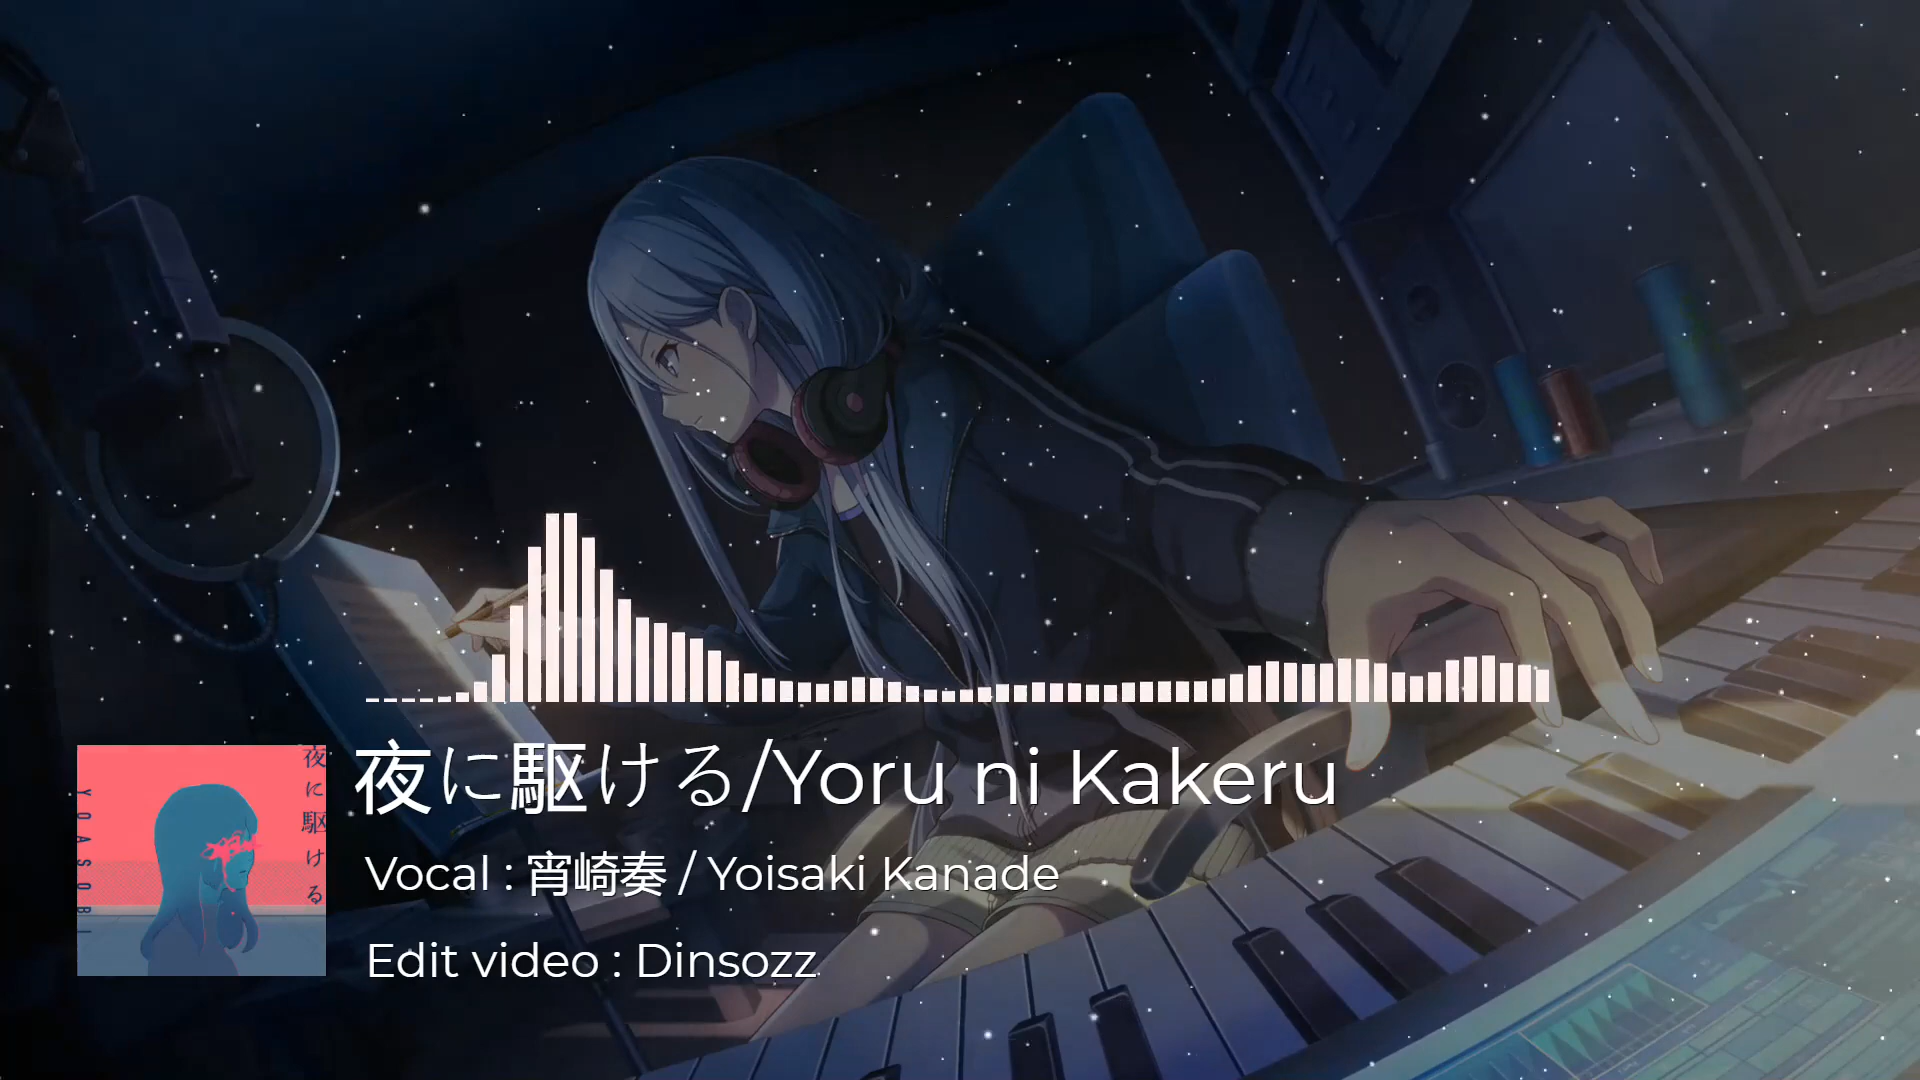 夜に駆ける/Yoru ni Kakeru
Vocal : 宵崎奏 / Yoisaki Kanade
Edit video : Dinsozz
夜に駆ける
YOASOBI